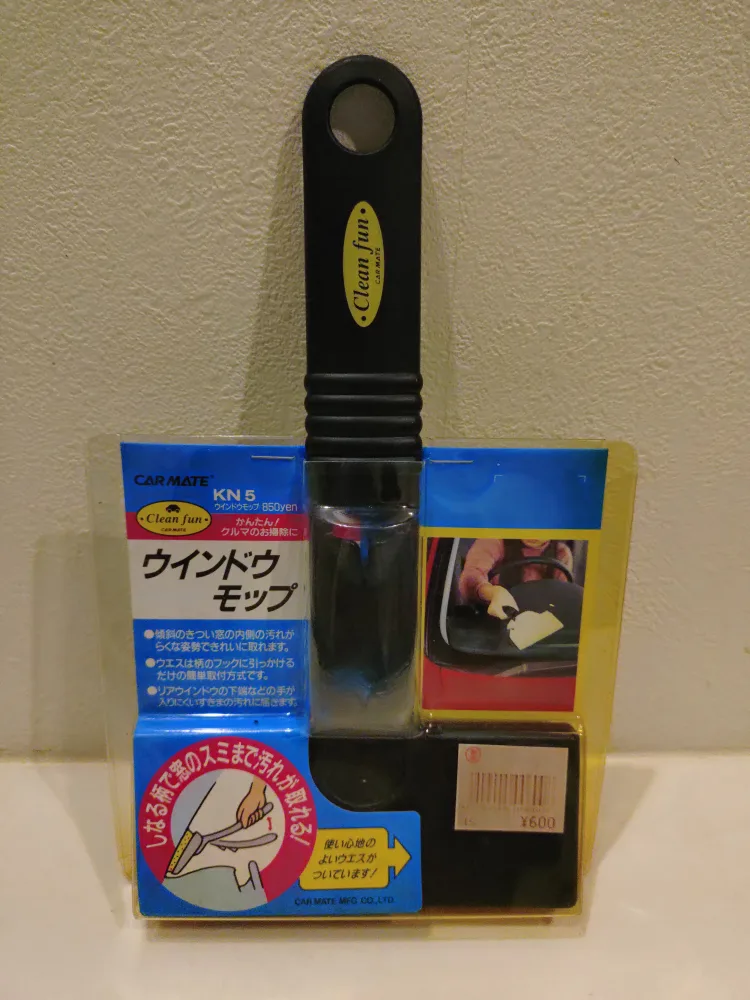 • Clean fun •
CAR MATE
CAR MATE
KN 5
ウインドウモップ 850yen
• Clean fun •
CAR MATE
かんたん!
クルマのお掃除に
ウインドウ
モップ
●傾斜のきつい窓の内側の汚れが
らくな姿勢できれいに取れます。
●ウエスは柄のフックに引っかける
だけの簡単取付方式です。
●リアウインドウの下端などの手が
入りにくいすきまの汚れに届きます。
しなる柄で窓のスミまで汚れが取れる!
使い心地の
よいウエスが
ついています!
CAR MATE MFG. CO., LTD.
¥600